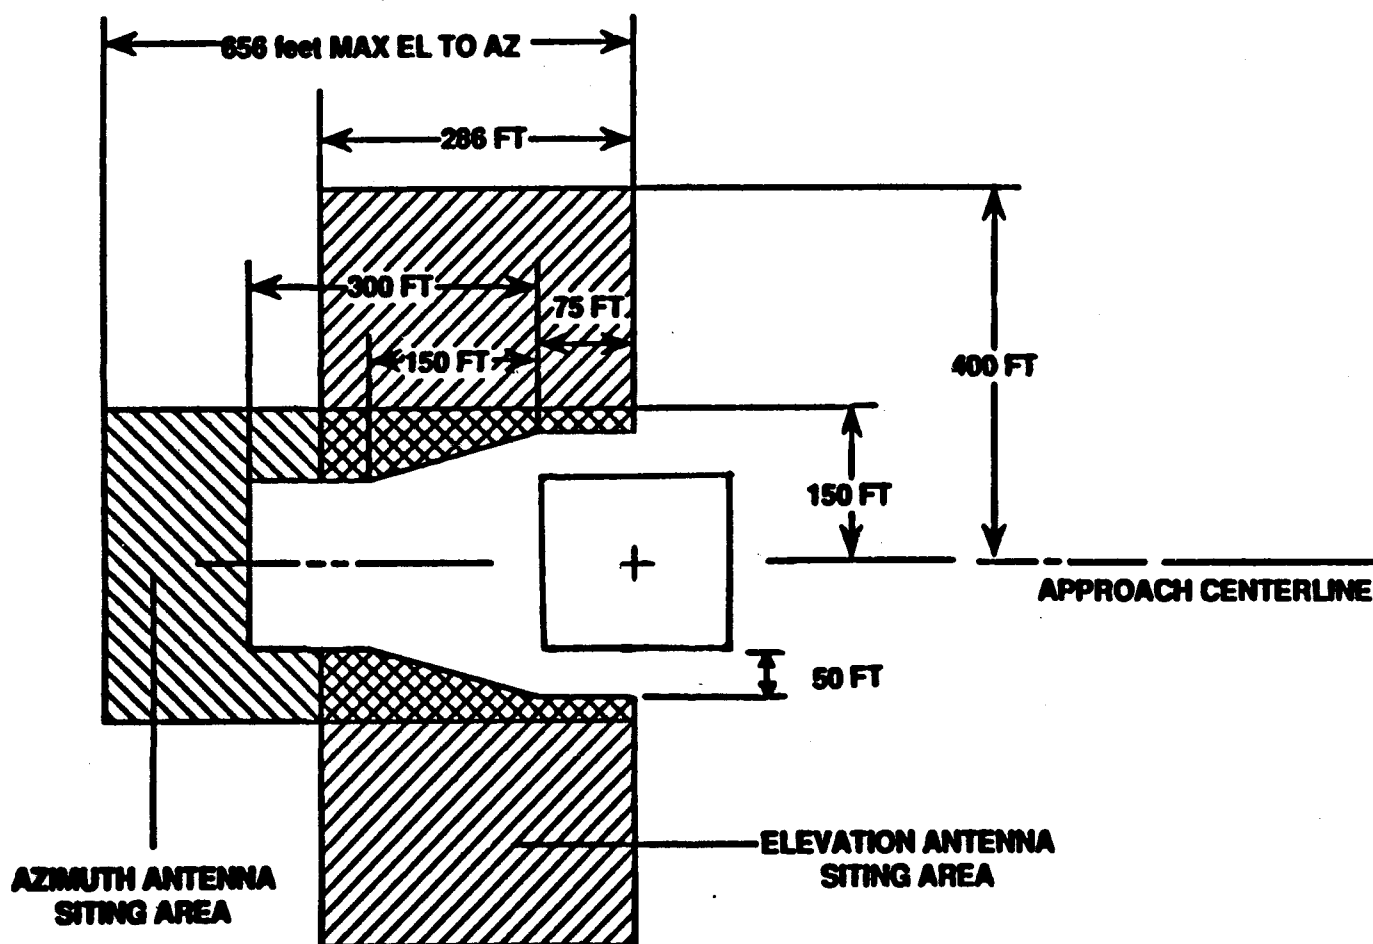 656 feet MAX EL TO AZ
286 FT
300 FT
75 FT
150 FT
400 FT
150 FT
APPROACH CENTERLINE
50 FT
ELEVATION ANTENNA
SITING AREA
AZIMUTH ANTENNA
SITING AREA